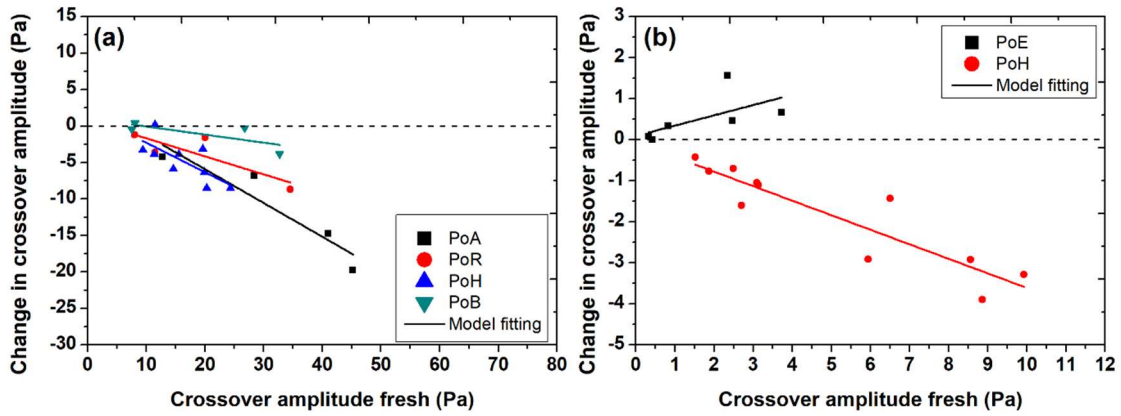 (a)
Change in crossover amplitude (Pa)
15
10
5
0
-5
-10
-15
-20
-25
-30
0 10 20 30 40 50 60 70 80
Crossover amplitude fresh (Pa)
PoA
PoR
PoH
PoB
Model fitting
(b)
Change in crossover amplitude (Pa)
3
2
1
0
-1
-2
-3
-4
-5
0 1 2 3 4 5 6 7 8 9 10 11 12
Crossover amplitude fresh (Pa)
PoE
PoH
Model fitting